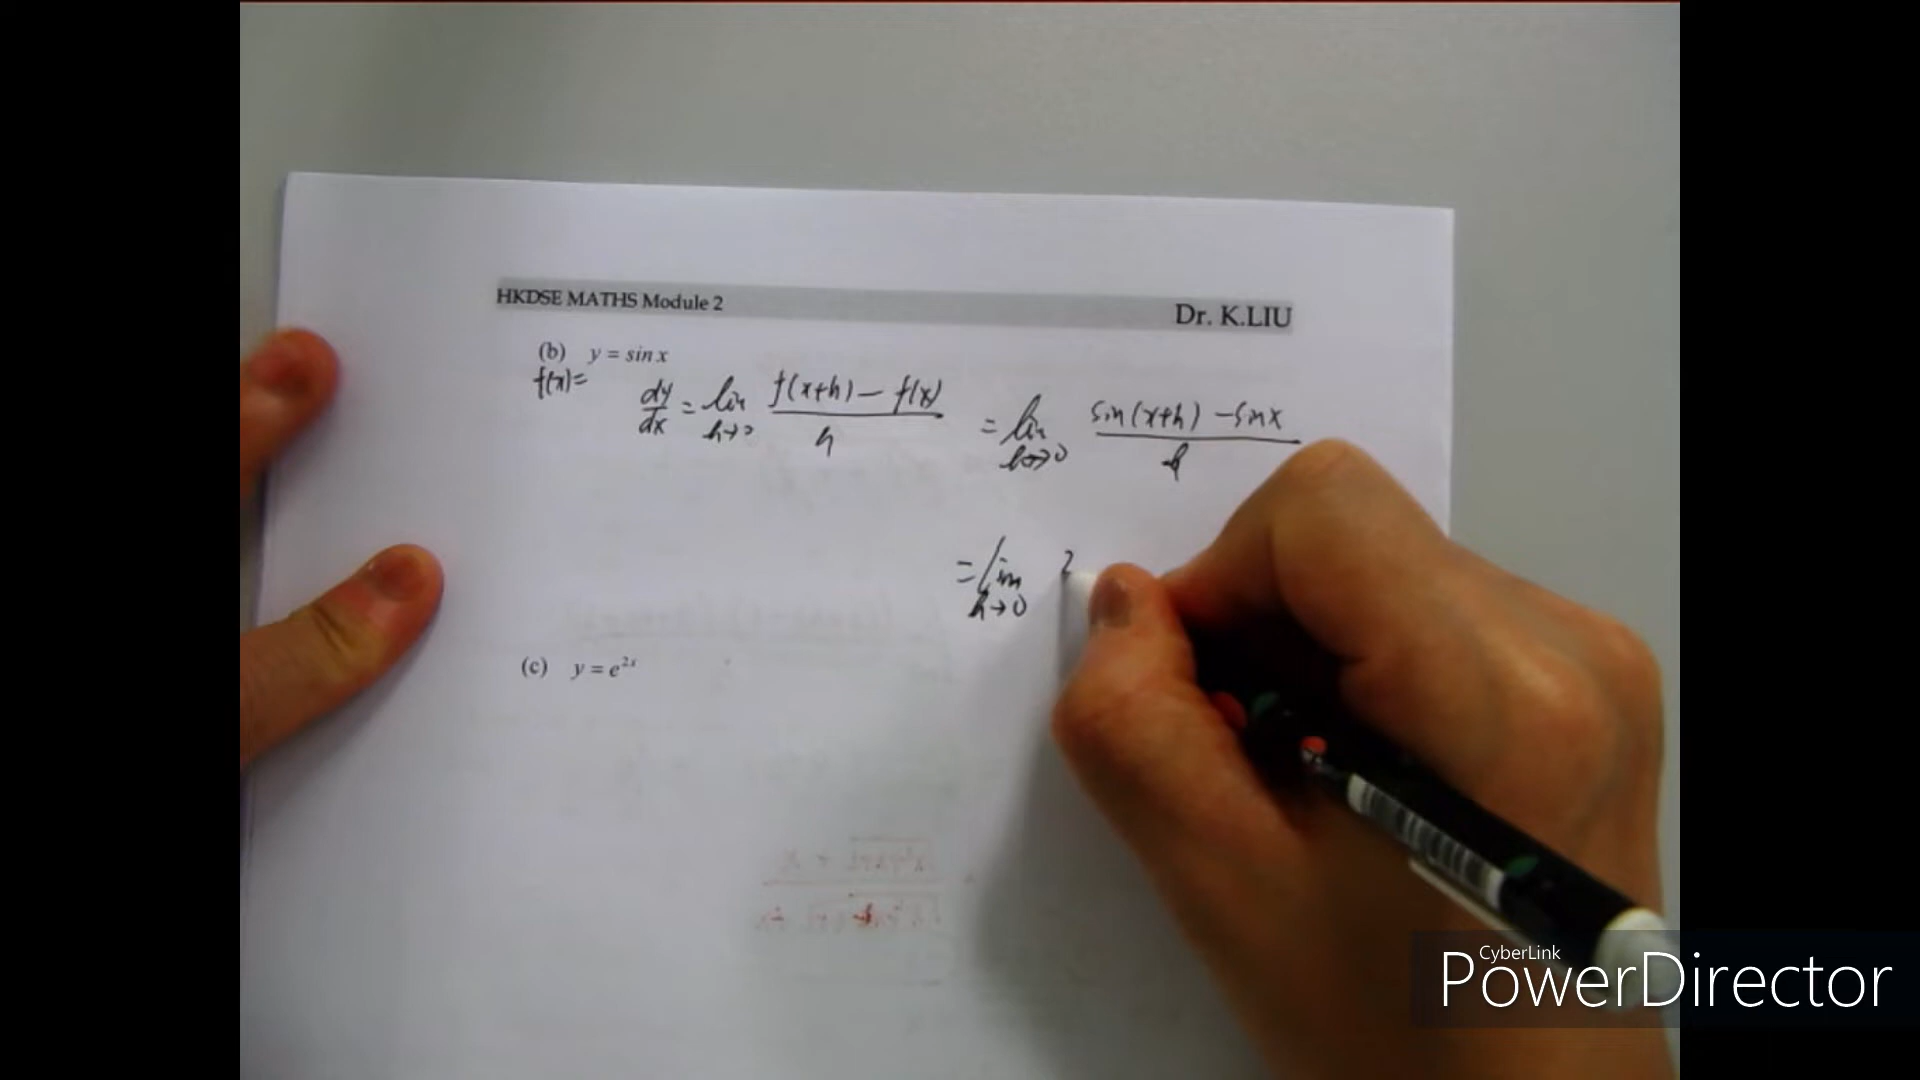 HKDSE MATHS Module 2 Dr. K.LIU
(b) y = sin x
f(x)=
dy/dx = lim h→0 (f(x+h) – f(x))/h = lim h→0 (sin(x+h) – sin x)/h
= lim h→0 2
(c) y = e^{2x}
CyberLink
PowerDirector